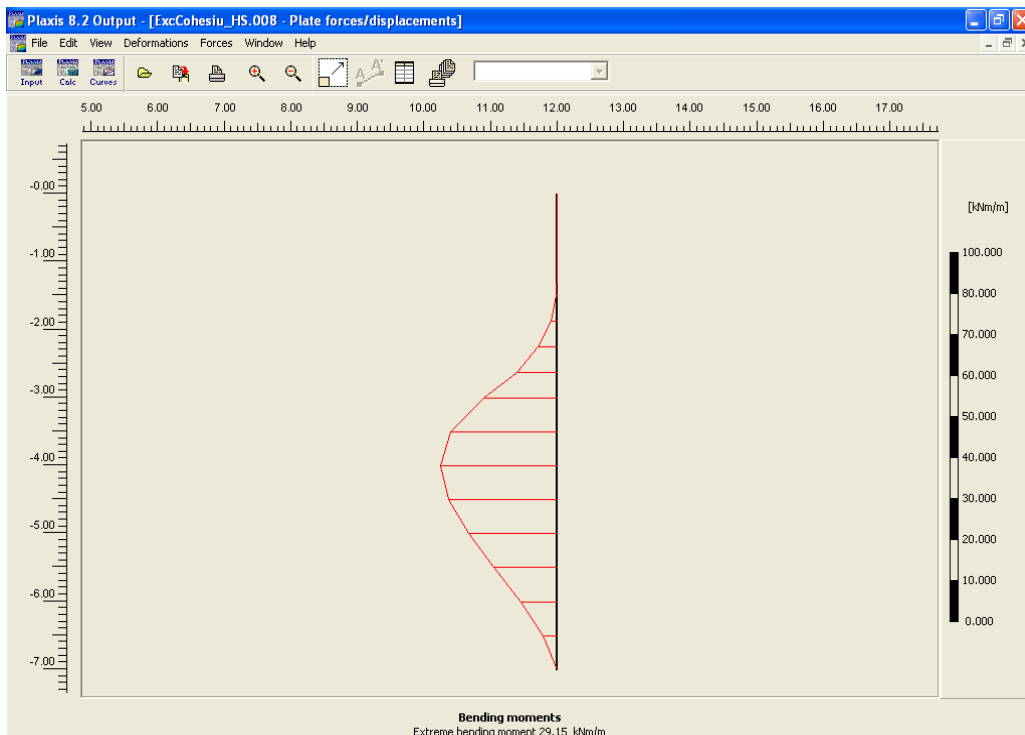 Plaxis 8.2 Output - [ExcCohesiu_HS.008 - Plate forces/displacements]
File Edit View Deformations Forces Window Help
Input Calc Curves
5.00 6.00 7.00 8.00 9.00 10.00 11.00 12.00 13.00 14.00 15.00 16.00 17.00
-0.00
-1.00
-2.00
-3.00
-4.00
-5.00
-6.00
-7.00
[kNm/m]
100.000
80.000
70.000
60.000
50.000
40.000
30.000
20.000
10.000
0.000
Bending moments
Extreme bending moment 29.15 kNm/m